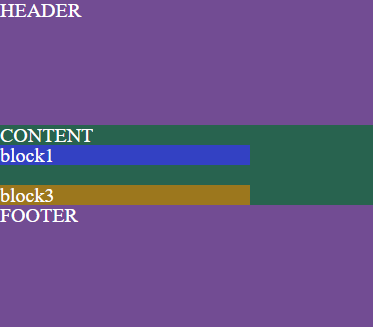 HEADER
CONTENT
block1
block3
FOOTER